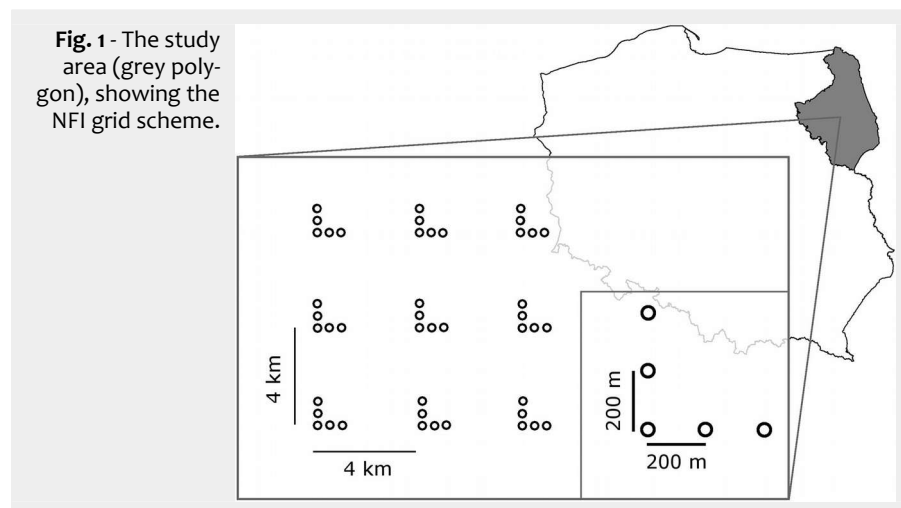 Fig. 1 - The study
area (grey poly-
gon), showing the
NFI grid scheme.
4 km
4 km
200 m
200 m